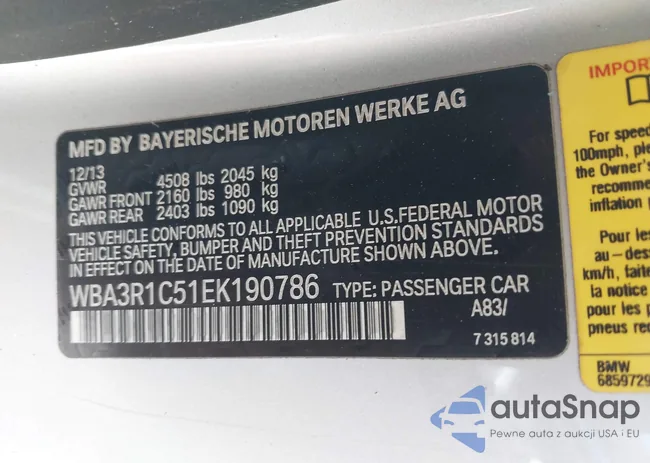 MFD BY BAYERISCHE MOTOREN WERKE AG
12/13
GVWR 4508 lbs 2045 kg
GAWR FRONT 2160 lbs 980 kg
GAWR REAR 2403 lbs 1090 kg
THIS VEHICLE CONFORMS TO ALL APPLICABLE U.S.FEDERAL MOTOR
VEHICLE SAFETY, BUMPER AND THEFT PREVENTION STANDARDS
IN EFFECT ON THE DATE OF MANUFACTURE SHOWN ABOVE.
WBA3R1C51EK190786 TYPE: PASSENGER CAR
A83/
7 315 814
IMPOR
For speed
100mph, ple
the Owner's
recomme
inflation
Pour les
au-dess
km/h, faite
la notice
pour les p
pneus rec
BMW
6859729
autaSnap
Pewne auta z aukcji USA i EU